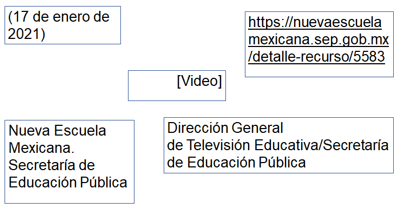 (17 de enero de
2021)
https://nuevaescuela
mexicana.sep.gob.mx
/detalle-recurso/5583
[Video]
Nueva Escuela
Mexicana.
Secretaría de
Educación Pública
Dirección General
de Televisión Educativa/Secretaría
de Educación Pública